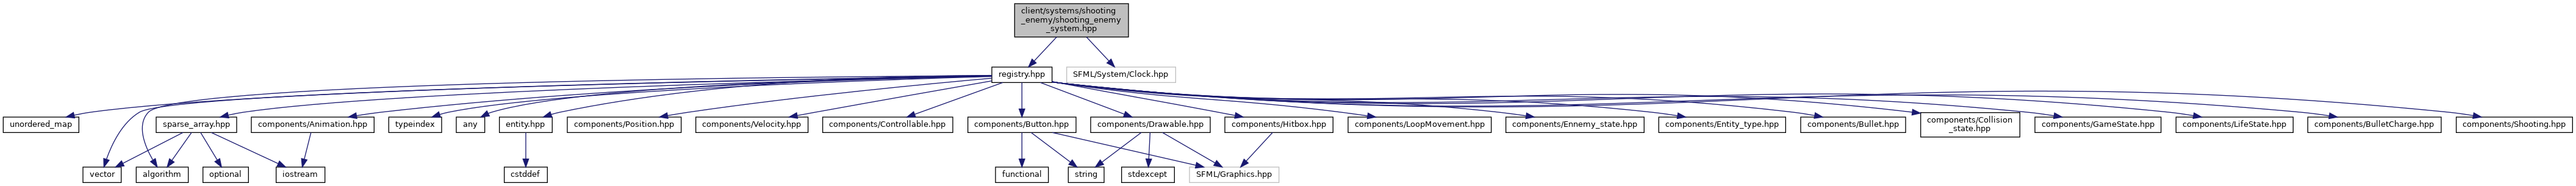 client/systems/shooting
_enemy/shooting_enemy
_system.hpp
registry.hpp
SFML/System/Clock.hpp
unordered_map
sparse_array.hpp
components/Animation.hpp
typeindex
any
entity.hpp
components/Position.hpp
components/Velocity.hpp
components/Controllable.hpp
components/Button.hpp
components/Drawable.hpp
components/Hitbox.hpp
components/LoopMovement.hpp
components/Ennemy_state.hpp
components/Entity_type.hpp
components/Bullet.hpp
components/Collision
_state.hpp
components/GameState.hpp
components/LifeState.hpp
components/BulletCharge.hpp
components/Shooting.hpp
vector
algorithm
optional
iostream
cstddef
functional
string
stdexcept
SFML/Graphics.hpp